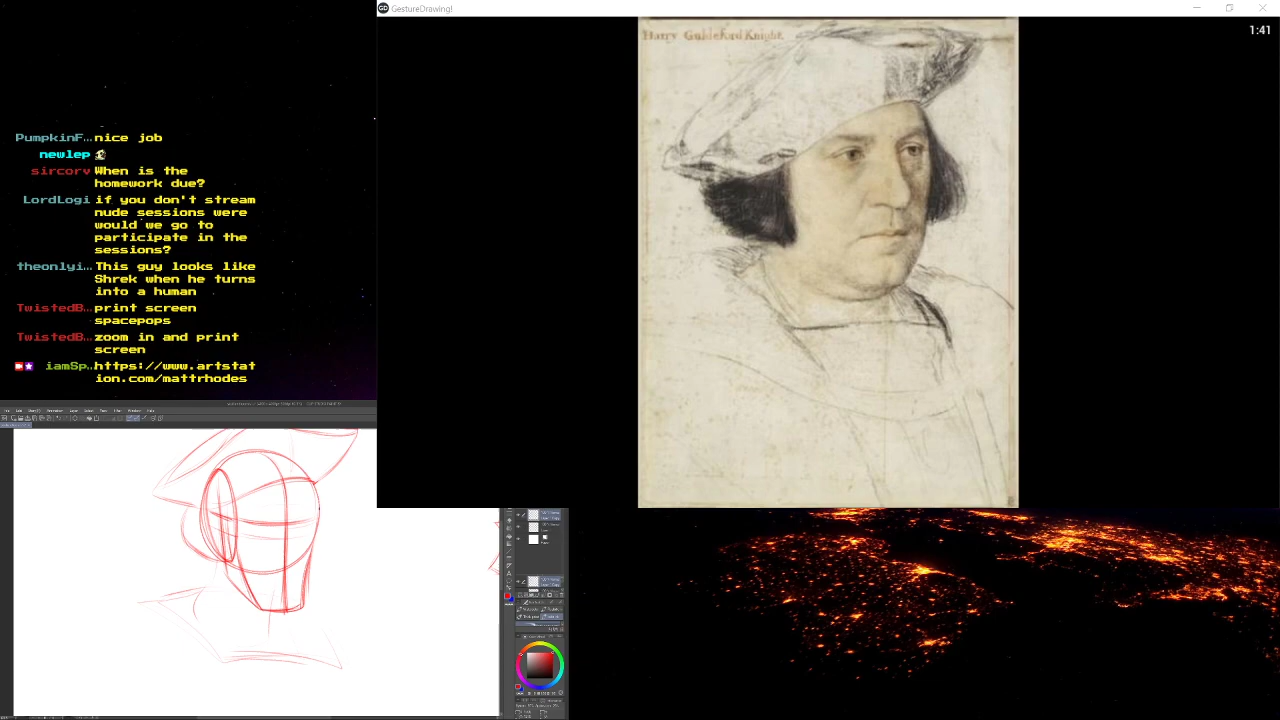 GestureDrawing!
1:41
Harry Guldeford Knight.
PumpkinF… nice job
newlep
sircorv When is the
homework due?
LordLogi if you don't stream
nude sessions were
would we go to
participate in the
sessions?
theonlyi… This guy looks like
Shrek when he turns
into a human
TwistedB… print screen
spacepops
TwistedB… zoom in and print
screen
iamSp… https://www.artstat
ion.com/mattrhodes